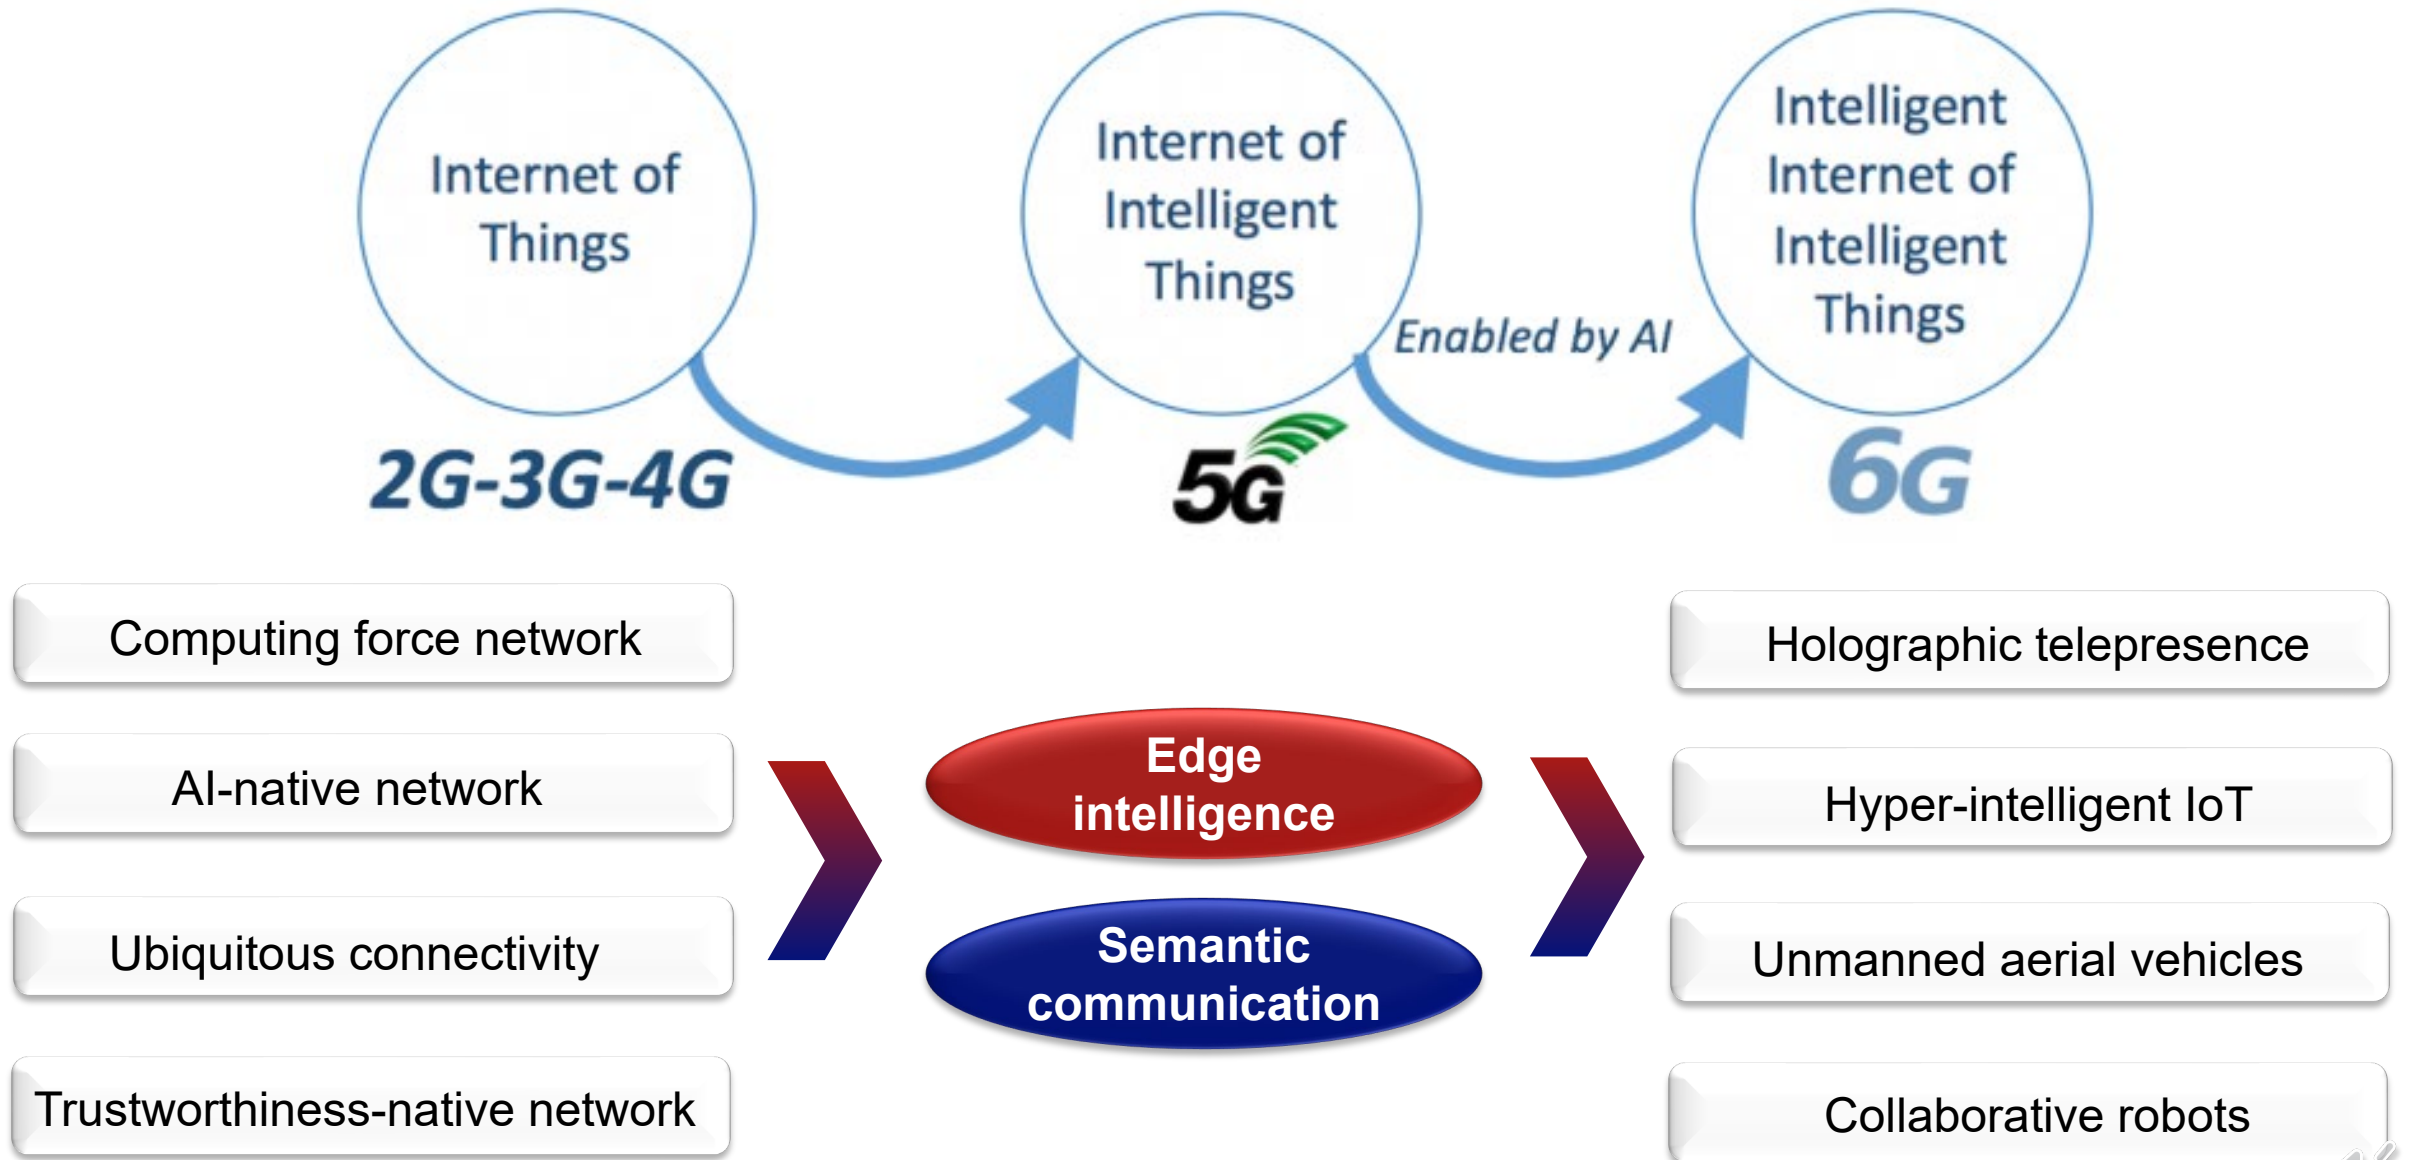 Internet of
Things
Internet of
Intelligent
Things
Intelligent
Internet of
Intelligent
Things
Enabled by AI
2G-3G-4G
5G
6G
Computing force network
AI-native network
Ubiquitous connectivity
Trustworthiness-native network
Edge
intelligence
Semantic
communication
Holographic telepresence
Hyper-intelligent IoT
Unmanned aerial vehicles
Collaborative robots